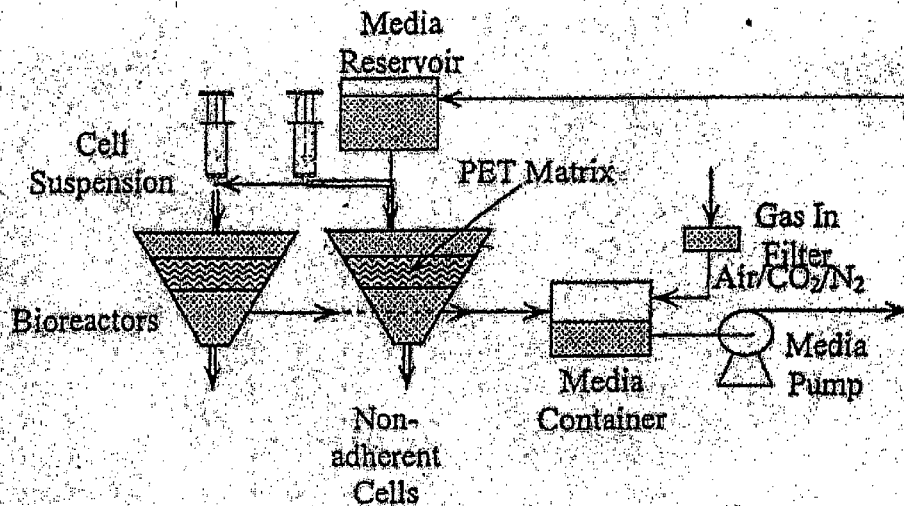 Media
Reservoir
Cell
Suspension
PET Matrix
Gas In
Filter
Air/CO₂/N₂
Bioreactors
Media
Pump
Media
Container
Non-
adherent
Cells